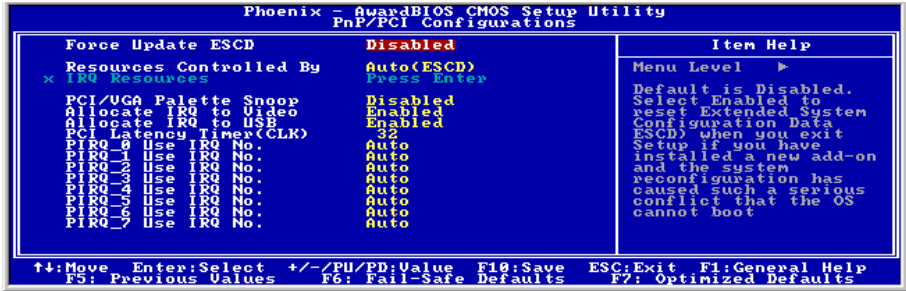 Phoenix - AwardBIOS CMOS Setup Utility
PnP/PCI Configurations
Force Update ESCD Disabled
Resources Controlled By Auto(ESCD)
x IRQ Resources Press Enter
PCI/VGA Palette Snoop Disabled
Allocate IRQ to Video Enabled
Allocate IRQ to USB Enabled
PCI Latency Timer(CLK) 32
PIRQ_0 Use IRQ No. Auto
PIRQ_1 Use IRQ No. Auto
PIRQ_2 Use IRQ No. Auto
PIRQ_3 Use IRQ No. Auto
PIRQ_4 Use IRQ No. Auto
PIRQ_5 Use IRQ No. Auto
PIRQ_6 Use IRQ No. Auto
PIRQ_7 Use IRQ No. Auto
Item Help
Menu Level ►
Default is Disabled.
Select Enabled to
reset Extended System
Configuration Data
ESCD) when you exit
Setup if you have
installed a new add-on
and the system
reconfiguration has
caused such a serious
conflict that the OS
cannot boot
↑↓:Move Enter:Select +/-/PU/PD:Value F10:Save ESC:Exit F1:General Help
F5: Previous Values F6: Fail-Safe Defaults F7: Optimized Defaults